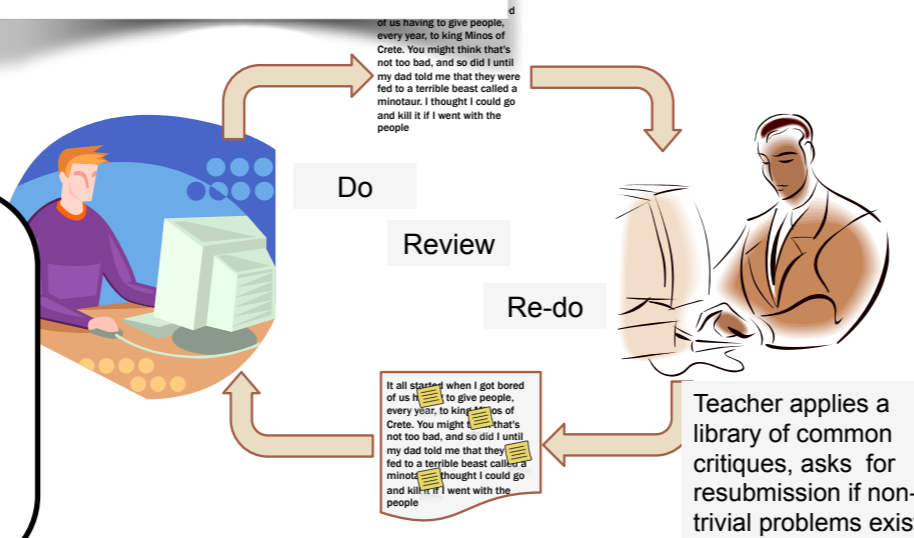 of us having to give people,
every year, to king Minos of
Crete. You might think that's
not too bad, and so did I until
my dad told me that they were
fed to a terrible beast called a
minotaur. I thought I could go
and kill it if I went with the
people
Do
Review
Re-do
It all started when I got bored
of us to give people,
every year, to king of
Crete. You might that's
not too bad, and so did I until
my dad told me that they
fed to a terrible beast called a
thought I could go
and kill it if I went with the
people
Teacher applies a
library of common
critiques, asks for
resubmission if non-
trivial problems exist